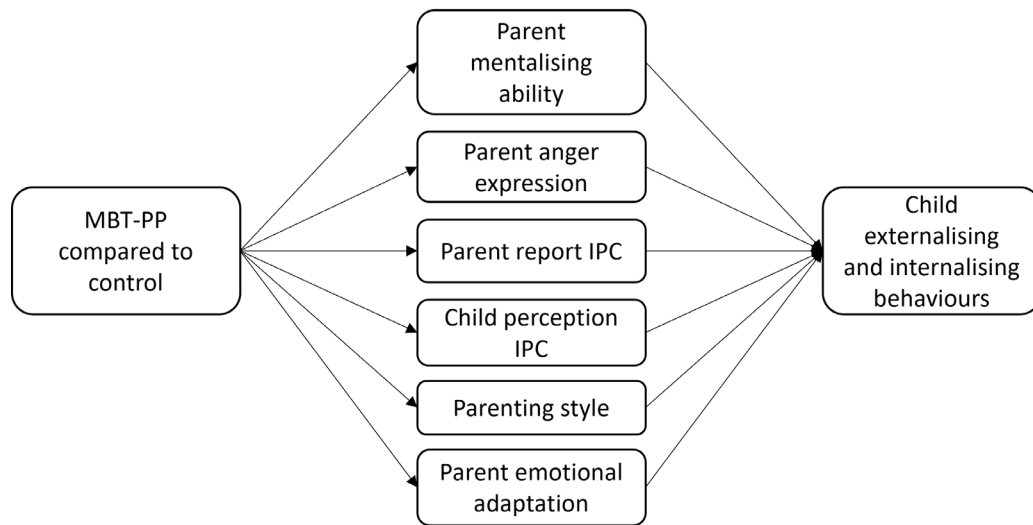 MBT-PP
compared to
control
Parent
mentalising
ability
Parent anger
expression
Parent report IPC
Child perception
IPC
Parenting style
Parent emotional
adaptation
Child
externalising
and internalising
behaviours